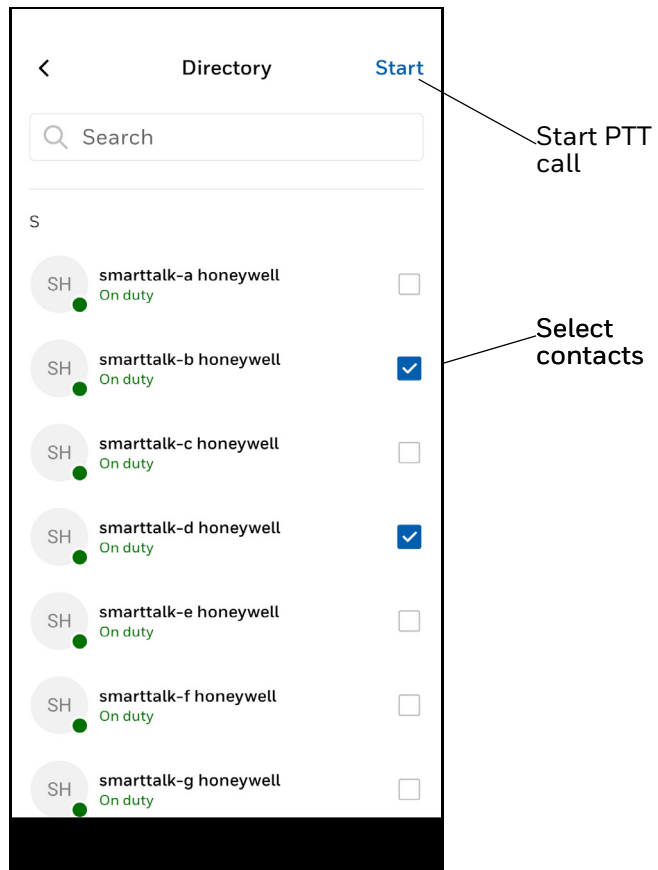 Directory
Start
Search
Start PTT
call
S
SH
smarttalk-a honeywell
On duty
SH
smarttalk-b honeywell
On duty
Select
contacts
SH
smarttalk-c honeywell
On duty
SH
smarttalk-d honeywell
On duty
SH
smarttalk-e honeywell
On duty
SH
smarttalk-f honeywell
On duty
SH
smarttalk-g honeywell
On duty